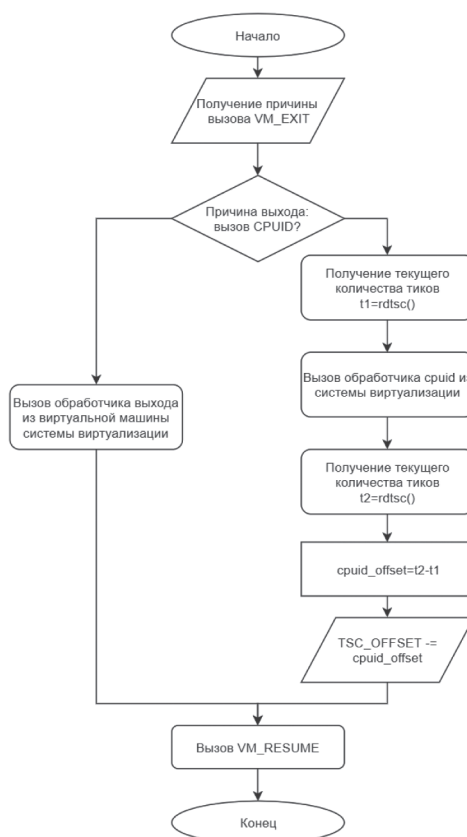 Начало
Получение причины
вызова VM_EXIT
Причина выхода:
вызов CPUID?
Получение текущего
количества тиков
t1=rdtsc()
Вызов обработчика выхода
из виртуальной машины
системы виртуализации
Вызов обработчика cpuid и
системы виртуализации
Получение текущего
количества тиков
t2=rdtsc()
cpuid_offset=t2-t1
TSC_OFFSET -=
cpuid_offset
Вызов VM_RESUME
Конец